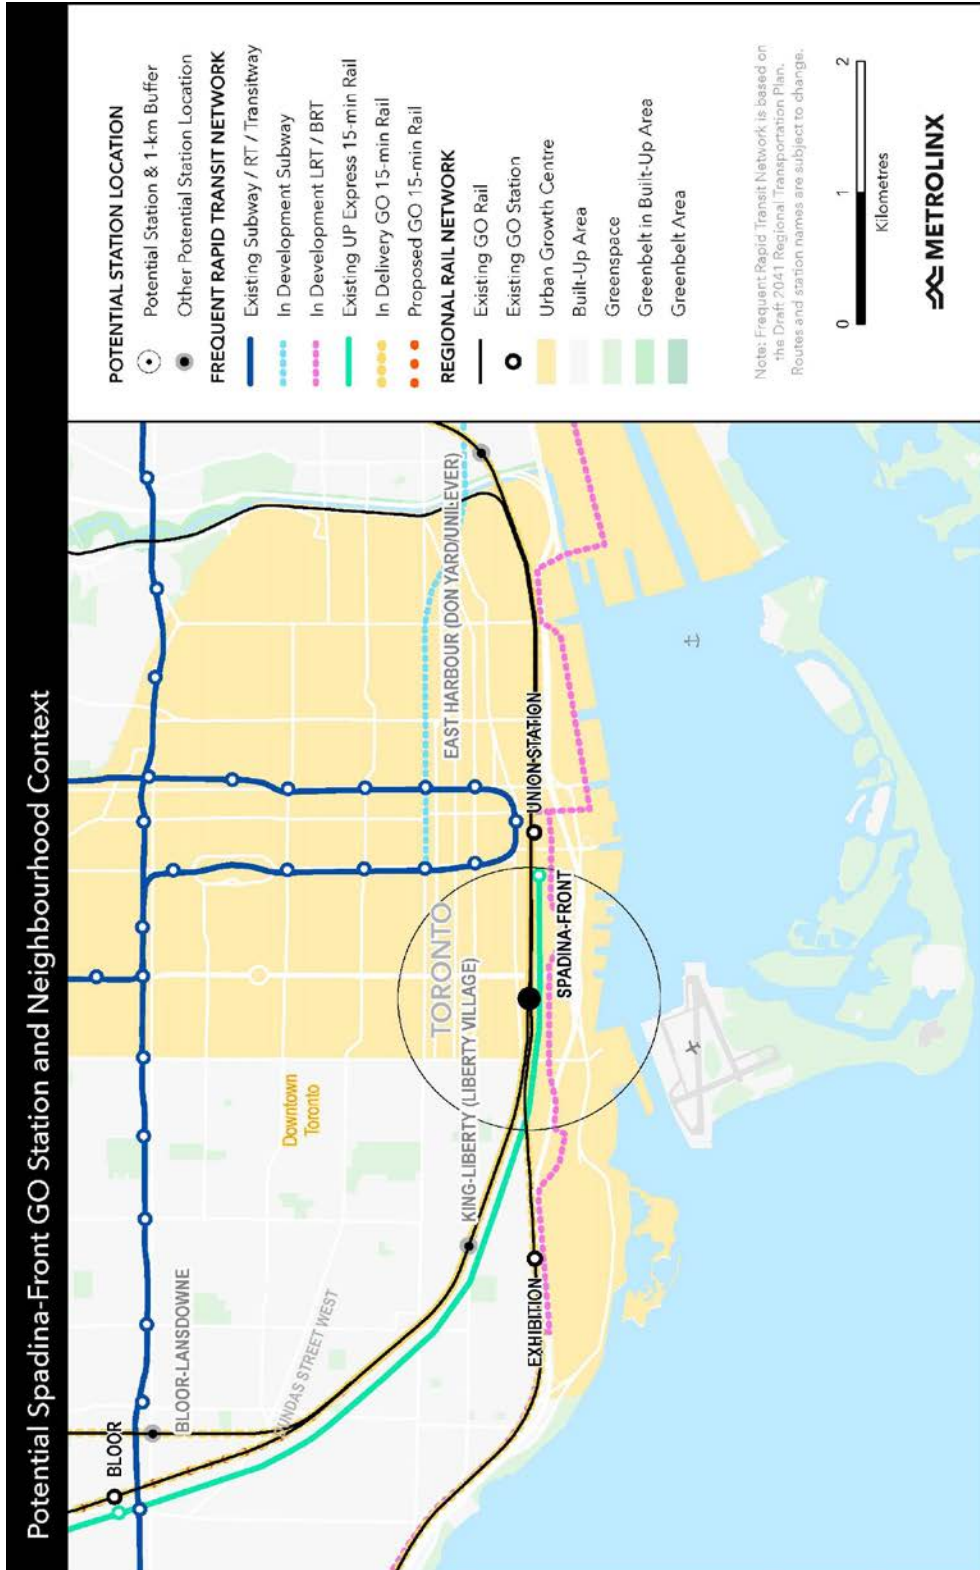 Potential Spadina-Front GO Station and Neighbourhood Context
BLOOR
BLOOR-LANSDOWNE
DUNDAS STREET WEST
Downtown
Toronto
TORONTO
KING-LIBERTY (LIBERTY VILLAGE)
EXHIBITION
SPADINA-FRONT
UNION STATION
EAST HARBOUR (DON YARD/UNILEVER)
POTENTIAL STATION LOCATION
Potential Station & 1-km Buffer
Other Potential Station Location
FREQUENT RAPID TRANSIT NETWORK
Existing Subway / RT / Transitway
In Development Subway
In Development LRT / BRT
Existing UP Express 15-min Rail
In Delivery GO 15-min Rail
Proposed GO 15-min Rail
REGIONAL RAIL NETWORK
Existing GO Rail
Existing GO Station
Urban Growth Centre
Built-Up Area
Greenspace
Greenbelt in Built-Up Area
Greenbelt Area
Note: Frequent Rapid Transit Network is based on
the Draft 2041 Regional Transportation Plan.
Routes and station names are subject to change.
0 1 2
Kilometres
METROLINX